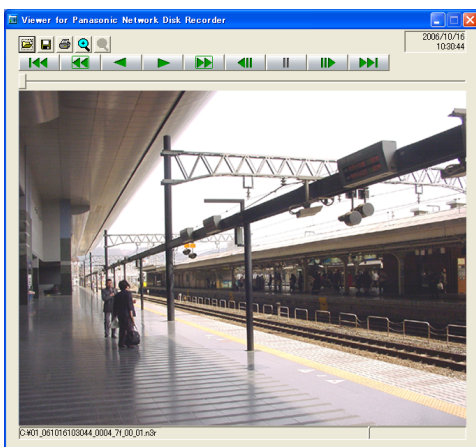 Viewer for Panasonic Network Disk Recorder
2006/10/16
10:30:44
C:¥01_061016103044_0004_7f_00_01.n3r